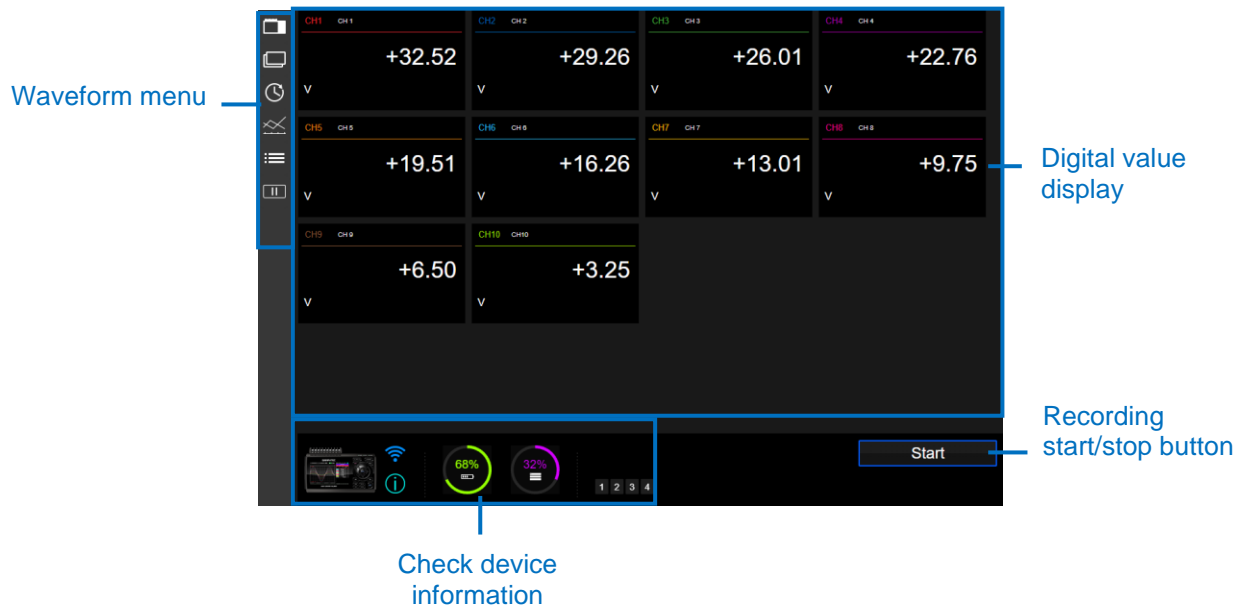 CH1 CH 1
CH2 CH 2
CH3 CH 3
CH4 CH 4
+32.52
+29.26
+26.01
+22.76
V
V
V
V
Waveform menu
CH5 CH 5
CH6 CH 6
CH7 CH 7
CH8 CH 8
+19.51
+16.26
+13.01
+9.75
V
V
V
V
Digital value
display
CH9 CH 9
CH10 CH10
+6.50
+3.25
V
V
Recording
start/stop button
Start
68%
32%
1 2 3 4
Check device
information